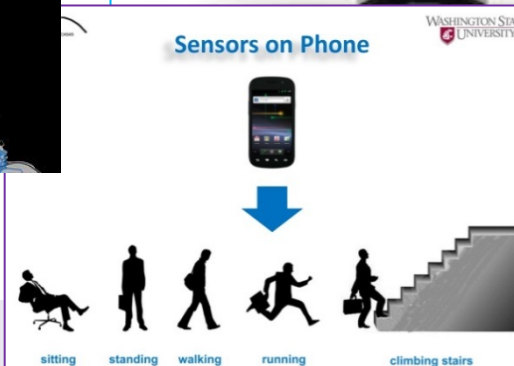 WASHINGTON STA
UNIVERSITY
Sensors on Phone
sitting standing walking running climbing stairs